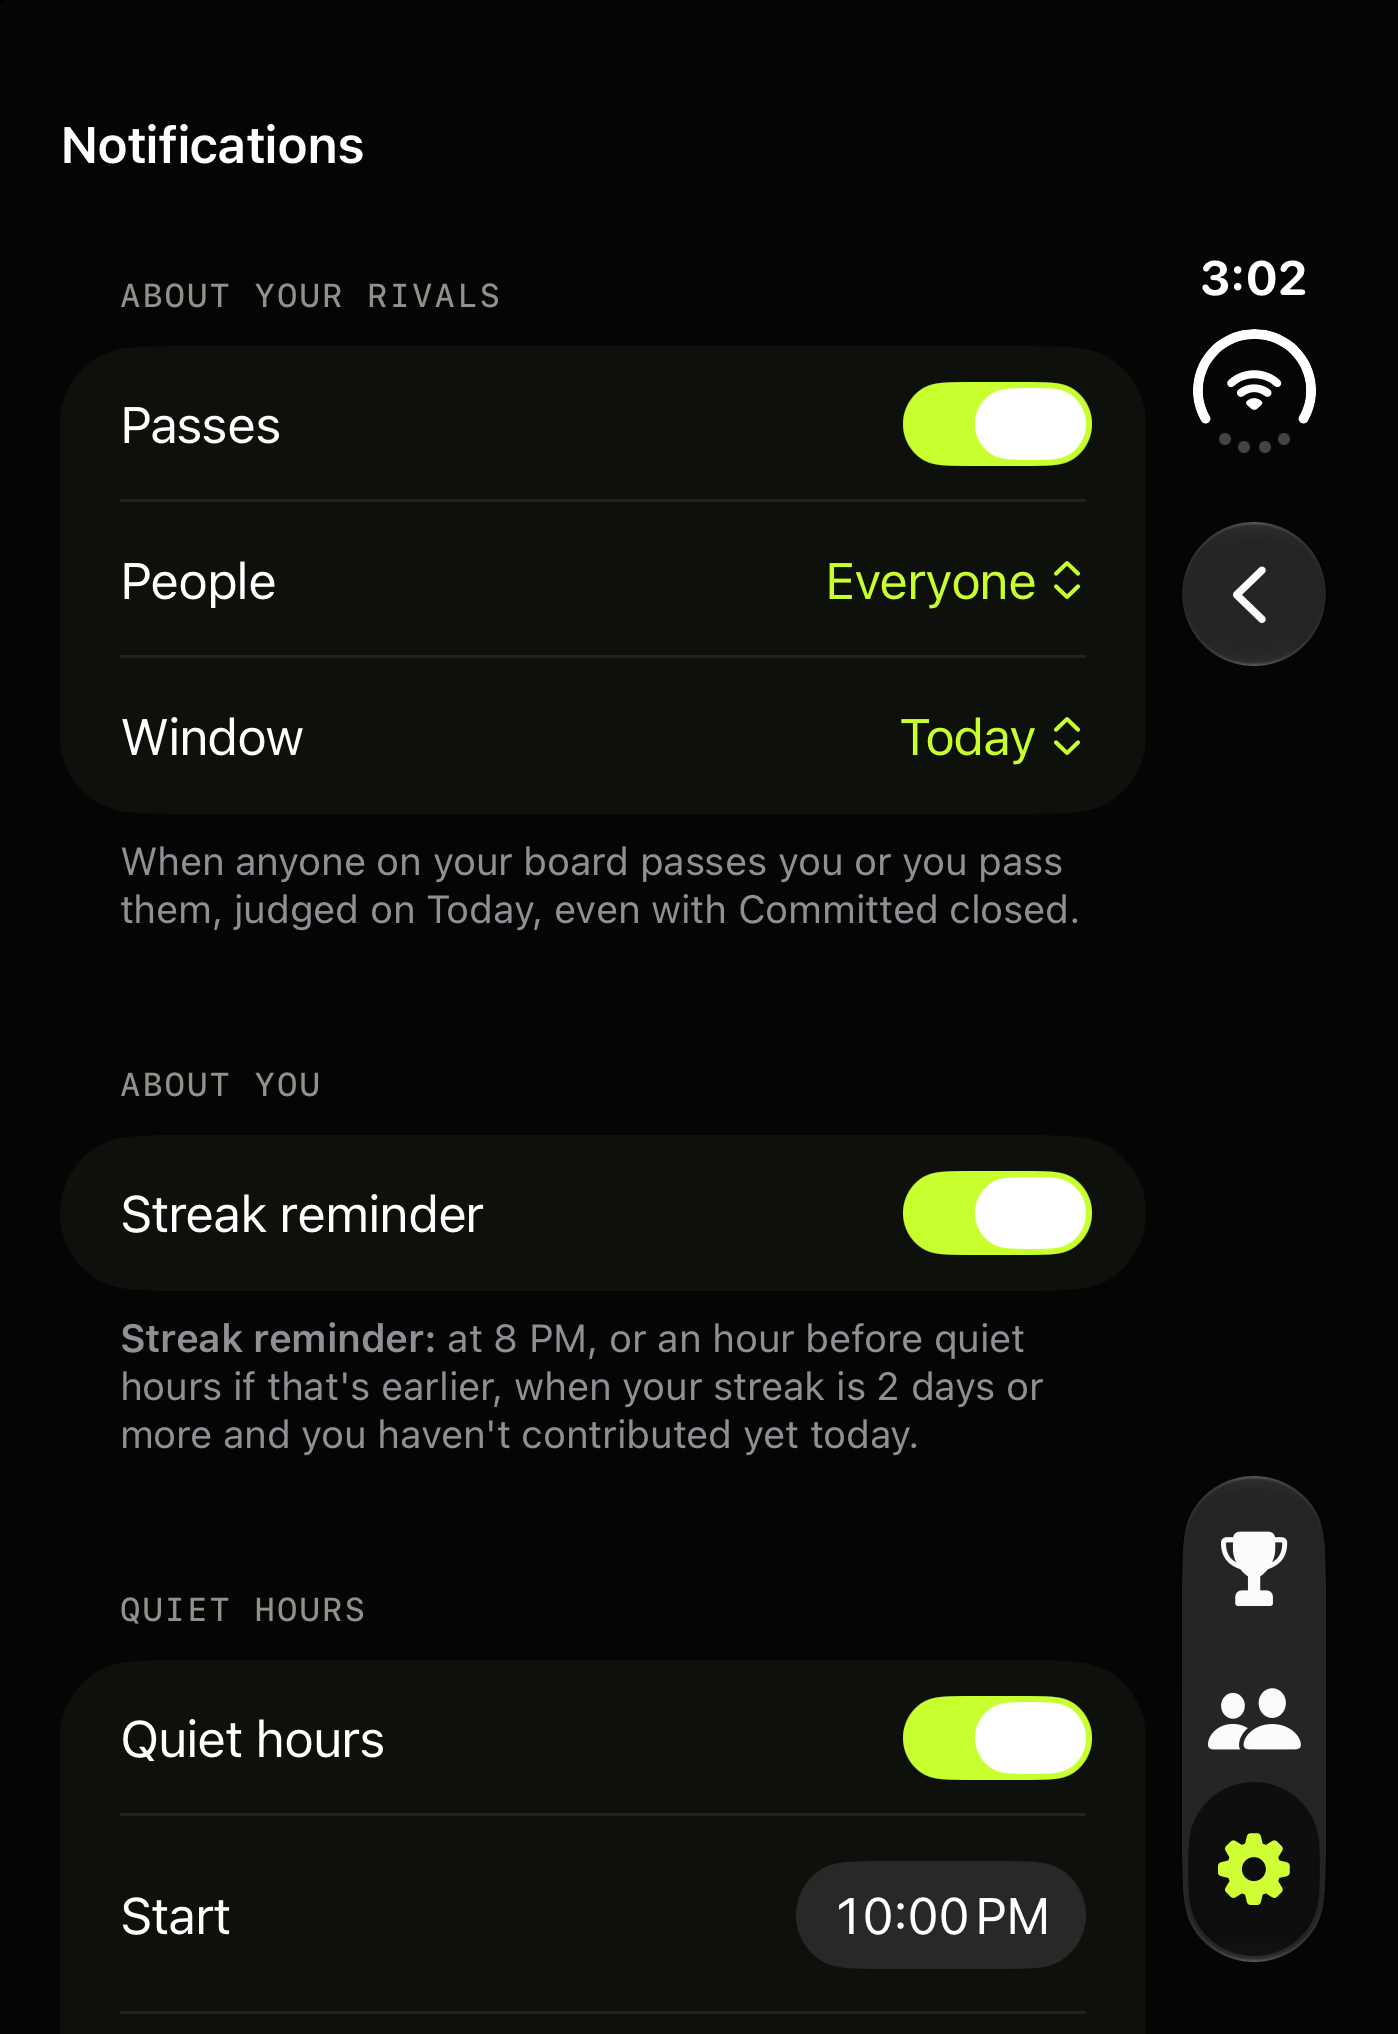 Notifications
3:02
ABOUT YOUR RIVALS
Passes
People
Everyone
Window
Today
When anyone on your board passes you or you pass
them, judged on Today, even with Committed closed.
ABOUT YOU
Streak reminder
Streak reminder: at 8 PM, or an hour before quiet
hours if that's earlier, when your streak is 2 days or
more and you haven't contributed yet today.
QUIET HOURS
Quiet hours
Start
10:00 PM